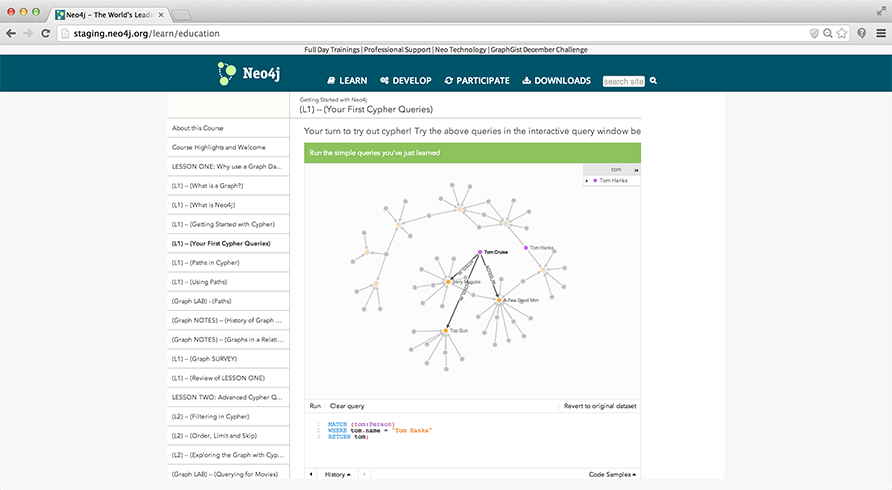 Neo4j – The World's Leadi
staging.neo4j.org/learn/education
Full Day Trainings | Professional Support | Neo Technology | GraphGist December Challenge
Neo4j
LEARN
DEVELOP
PARTICIPATE
DOWNLOADS
search site
Getting Started with Neo4j
(L1) -- (Your First Cypher Queries)
About this Course
Course Highlights and Welcome
LESSON ONE: Why use a Graph Da...
(L1) -- (What is a Graph?)
(L1) -- (What is Neo4j)
(L1) -- (Getting Started with Cypher)
(L1) -- (Your First Cypher Queries)
(L1) -- (Paths in Cypher)
(L1) -- (Using Paths)
(Graph LAB) - (Paths)
(Graph NOTES) -- (History of Graph ...
(Graph NOTES) -- (Graphs in a Relati...
(L1) -- (Graph SURVEY)
(L1) -- (Review of LESSON ONE)
LESSON TWO: Advanced Cypher Q...
(L2) -- (Filtering in Cypher)
(L2) -- (Order, Limit and Skip)
(L2) -- (Exploring the Graph with Cyp...
(Graph LAB) -- (Querying for Movies)
Your turn to try out cypher! Try the above queries in the interactive query window be
Run the simple queries you've just learned
tom
Tom Hanks
Tom Hanks
Tom Cruise
ACTED_IN
ACTED_IN
ACTED_IN
Jerry Maguire
A Few Good Men
Top Gun
Run
Clear query
Revert to original dataset
1 MATCH (tom:Person)
2 WHERE tom.name = "Tom Hanks"
3 RETURN tom;
History
Code Samples